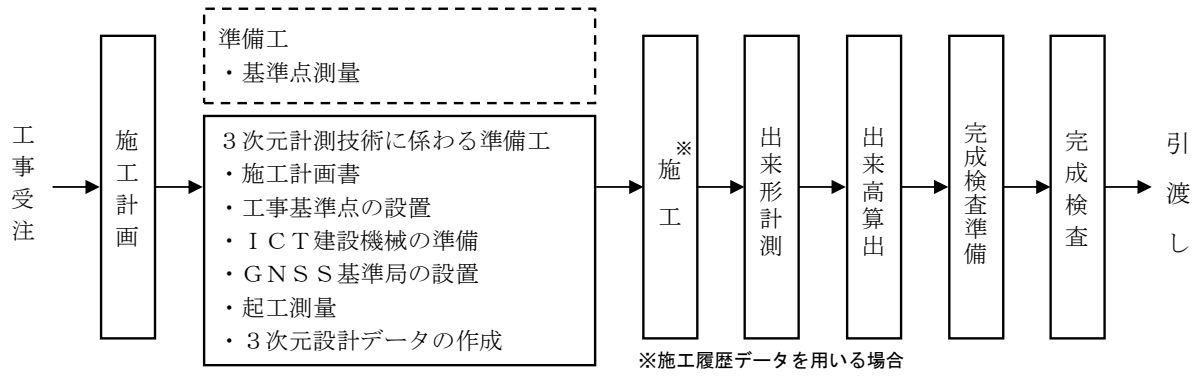 工事受注
施工計画
準備工
・基準点測量
３次元計測技術に係わる準備工
・施工計画書
・工事基準点の設置
・ＩＣＴ建設機械の準備
・ＧＮＳＳ基準局の設置
・起工測量
・３次元設計データの作成
施工※
出来形計測
出来高算出
完成検査準備
完成検査
引渡し
※施工履歴データを用いる場合